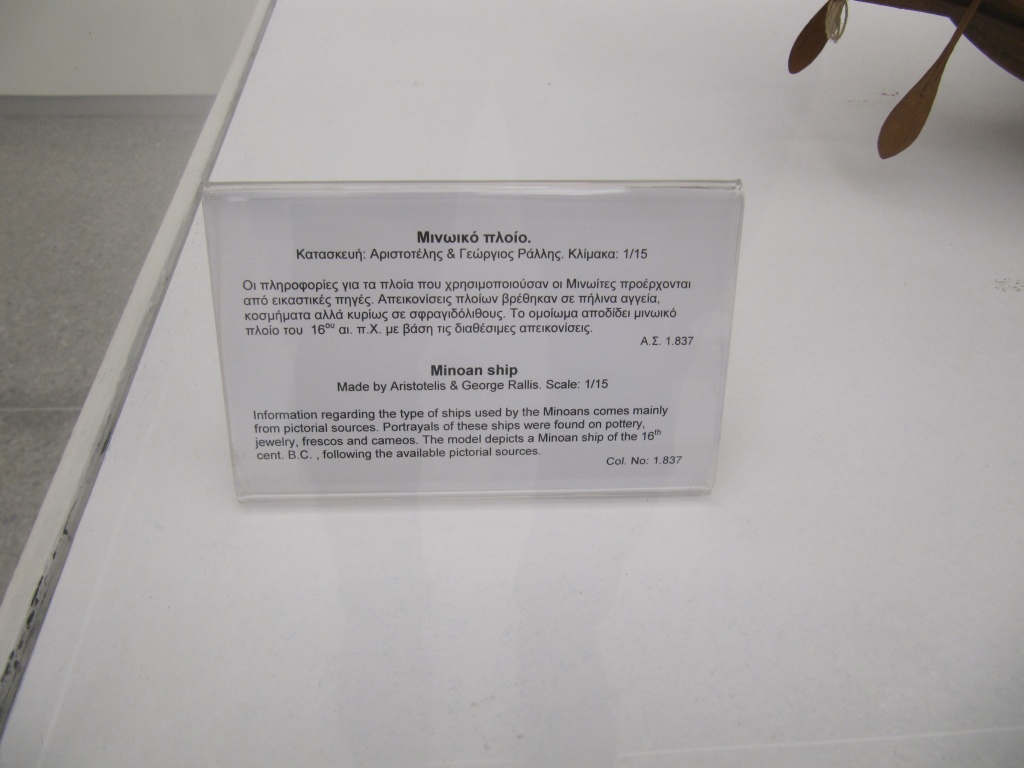 Μινωικό πλοίο.
Κατασκευή: Αριστοτέλης & Γεώργιος Ράλλης. Κλίμακα: 1/15
Οι πληροφορίες για τα πλοία που χρησιμοποιούσαν οι Μινωίτες προέρχονται
από εικαστικές πηγές. Απεικονίσεις πλοίων βρέθηκαν σε πήλινα αγγεία,
κοσμήματα αλλά κυρίως σε σφραγιδόλιθους. Το ομοίωμα αποδίδει μινωικό
πλοίο του 16ου αι. π.Χ. με βάση τις διαθέσιμες απεικονίσεις.
Α.Σ. 1.837
Minoan ship
Made by Aristotelis & George Rallis. Scale: 1/15
Information regarding the type of ships used by the Minoans comes mainly
from pictorial sources. Portrayals of these ships were found on pottery,
jewelry, frescos and cameos. The model depicts a Minoan ship of the 16th
cent. B.C. , following the available pictorial sources.
Col. No: 1.837